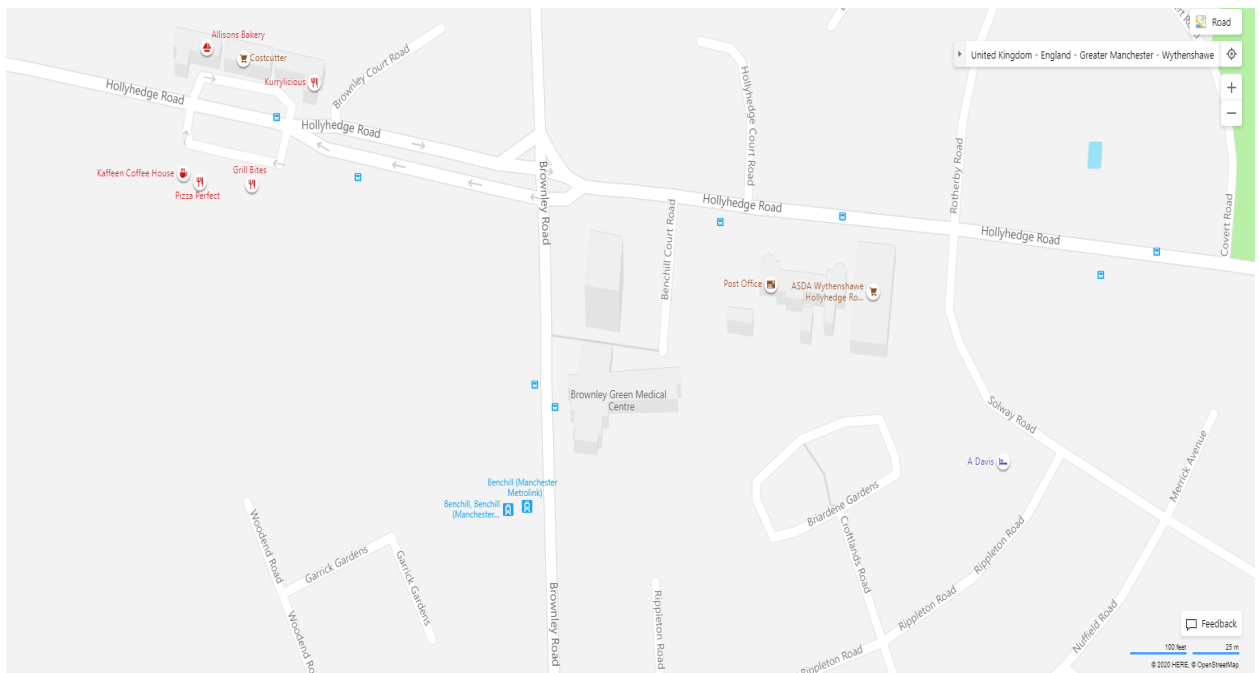 Allisons Bakery
Costcutter
Kurrylicious
Brownley Court Road
Hollyhedge Road
Hollyhedge Road
Kaffeen Coffee House
Pizza Perfect
Grill Bites
Brownley Road
Hollyhedge Court Road
Hollyhedge Road
Benchill Court Road
Rotherby Road
Hollyhedge Road
Covert Road
Covert Road
Road
United Kingdom · England · Greater Manchester · Wythenshawe
+
−
Post Office
ASDA Wythenshawe
Hollyhedge Ro...
Brownley Green Medical
Centre
Solway Road
A Davis
Merrick Avenue
Benchill (Manchester
Metrolink)
Benchill, Benchill
(Manchester...
Briardene Gardens
Croftlands Road
Woodend Road
Garrick Gardens
Garrick Gardens
Woodend Ro
Brownley Road
Rippleton Road
Rippleton Road
Rippleton Road
Rippleton Road
Nuffield Road
Feedback
100 feet
25 m
© 2020 HERE, © OpenStreetMap